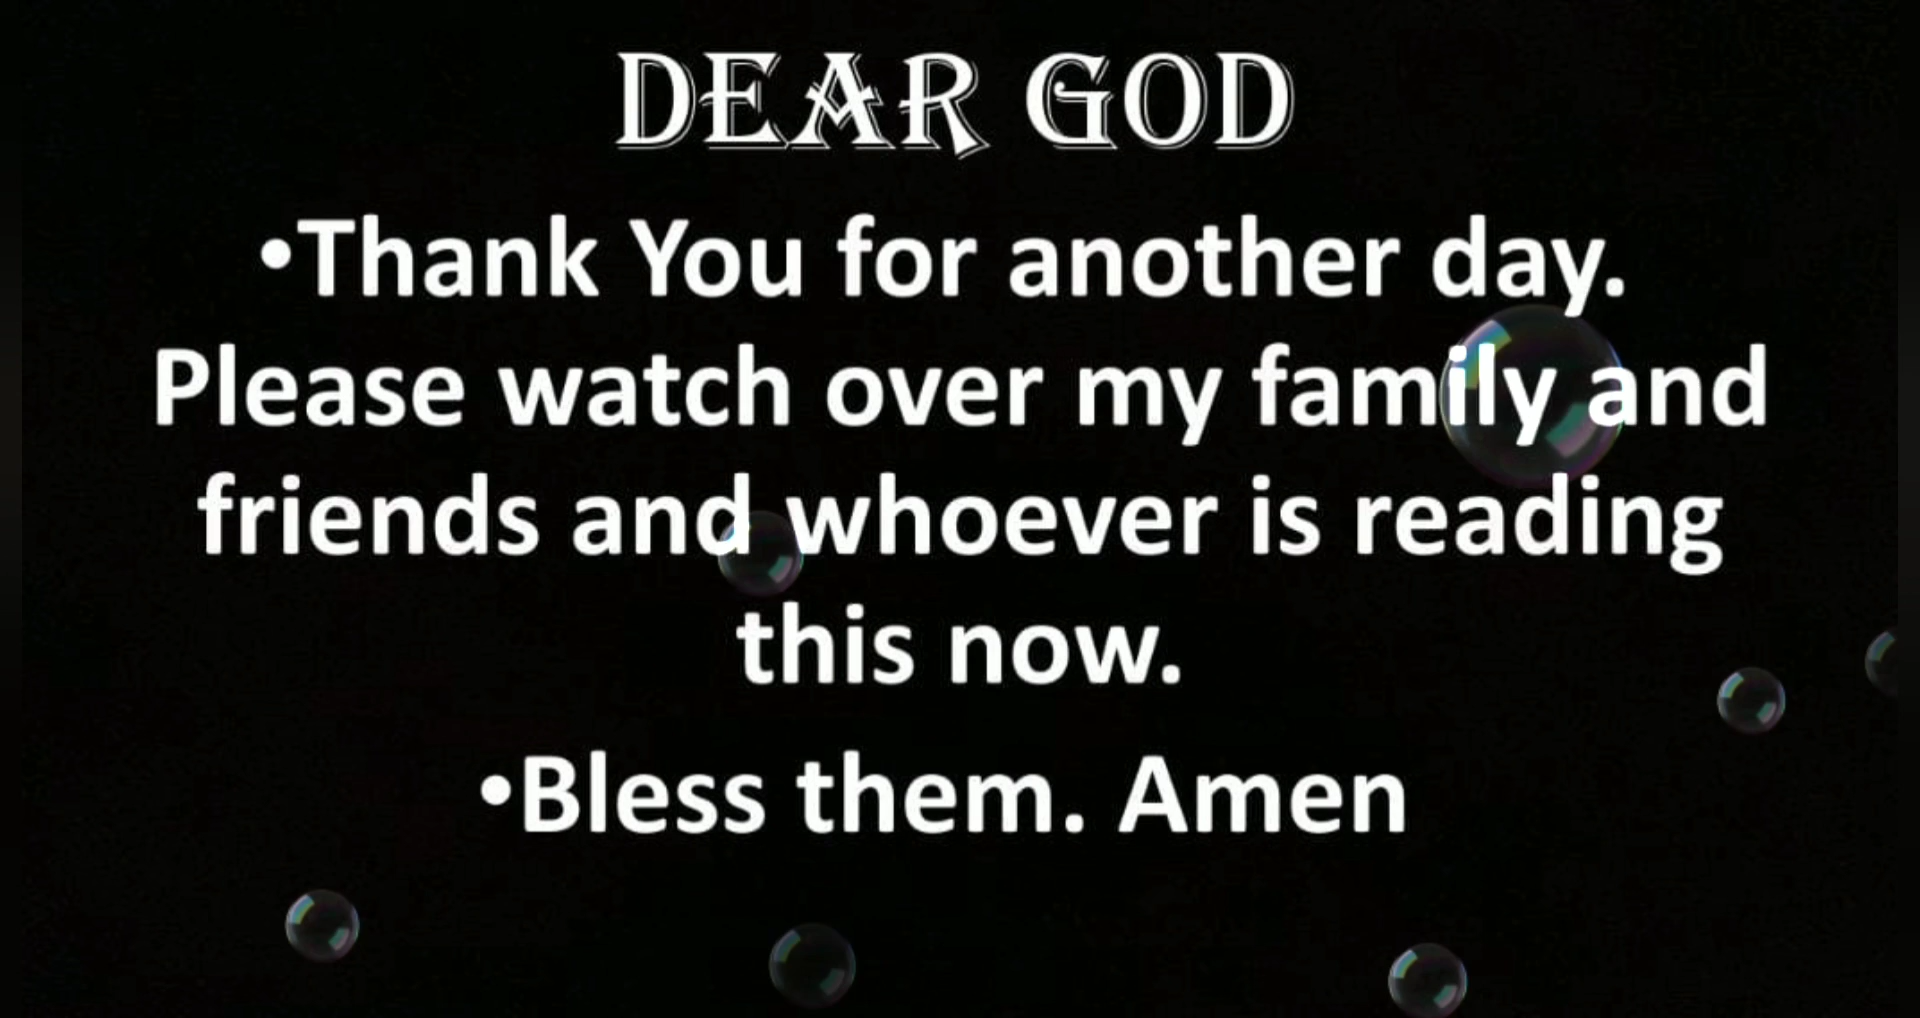 DEAR GOD
•Thank You for another day.
Please watch over my family and
friends and whoever is reading
this now.
•Bless them. Amen